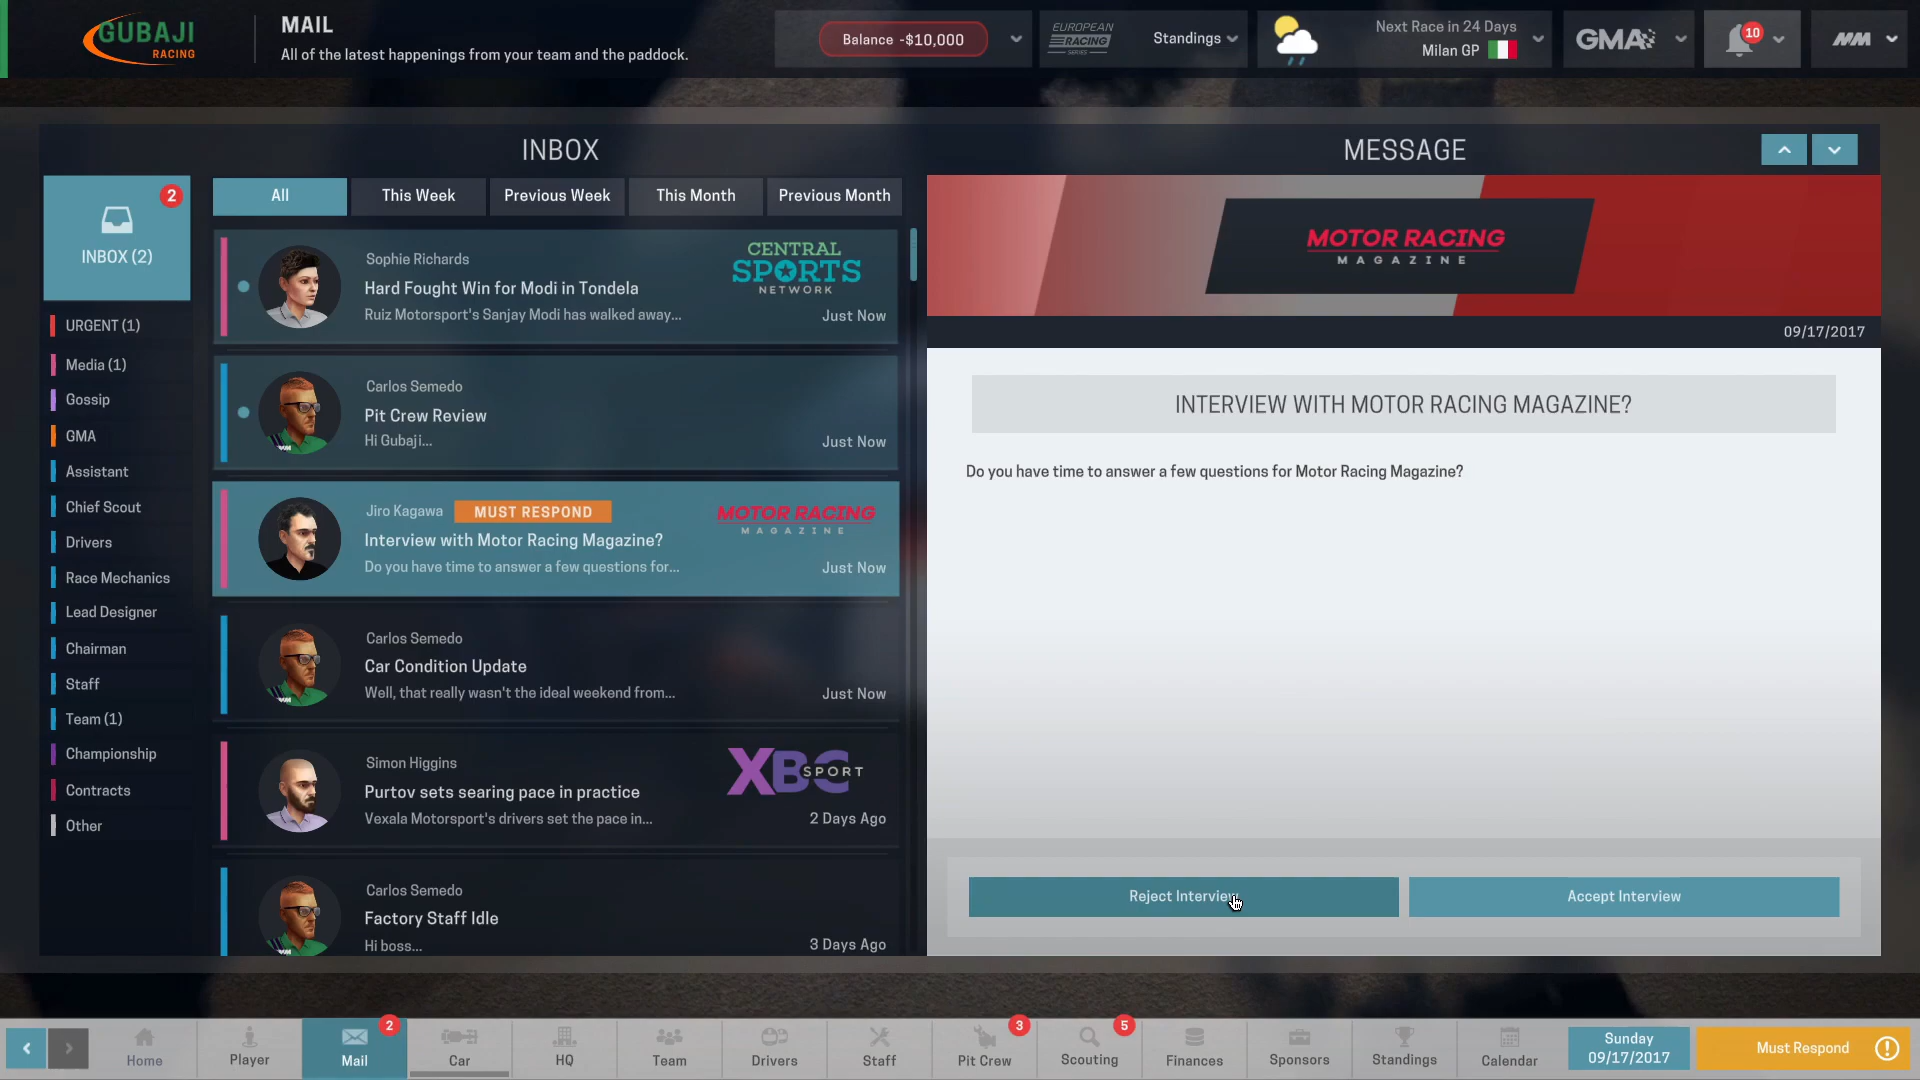 GUBAJI
RACING
MAIL
All of the latest happenings from your team and the paddock.
Balance -$10,000
EUROPEAN
RACING
SERIES
Standings
Next Race in 24 Days
Milan GP
GMA
10
INBOX
MESSAGE
2
INBOX (2)
URGENT (1)
Media (1)
Gossip
GMA
Assistant
Chief Scout
Drivers
Race Mechanics
Lead Designer
Chairman
Staff
Team (1)
Championship
Contracts
Other
All
This Week
Previous Week
This Month
Previous Month
Sophie Richards
CENTRAL
SPORTS
NETWORK
Hard Fought Win for Modi in Tondela
Ruiz Motorsport's Sanjay Modi has walked away...
Just Now
Carlos Semedo
Pit Crew Review
Hi Gubaji...
Just Now
Jiro Kagawa
MUST RESPOND
MOTOR RACING
MAGAZINE
Interview with Motor Racing Magazine?
Do you have time to answer a few questions for...
Just Now
Carlos Semedo
Car Condition Update
Well, that really wasn't the ideal weekend from...
Just Now
Simon Higgins
XBC SPORT
Purtov sets searing pace in practice
Vexala Motorsport's drivers set the pace in...
2 Days Ago
Carlos Semedo
Factory Staff Idle
Hi boss...
3 Days Ago
MOTOR RACING
MAGAZINE
09/17/2017
INTERVIEW WITH MOTOR RACING MAGAZINE?
Do you have time to answer a few questions for Motor Racing Magazine?
Reject Interview
Accept Interview
Home
Player
2
Mail
Car
HQ
Team
Drivers
Staff
3
Pit Crew
5
Scouting
Finances
Sponsors
Standings
Calendar
Sunday
09/17/2017
Must Respond